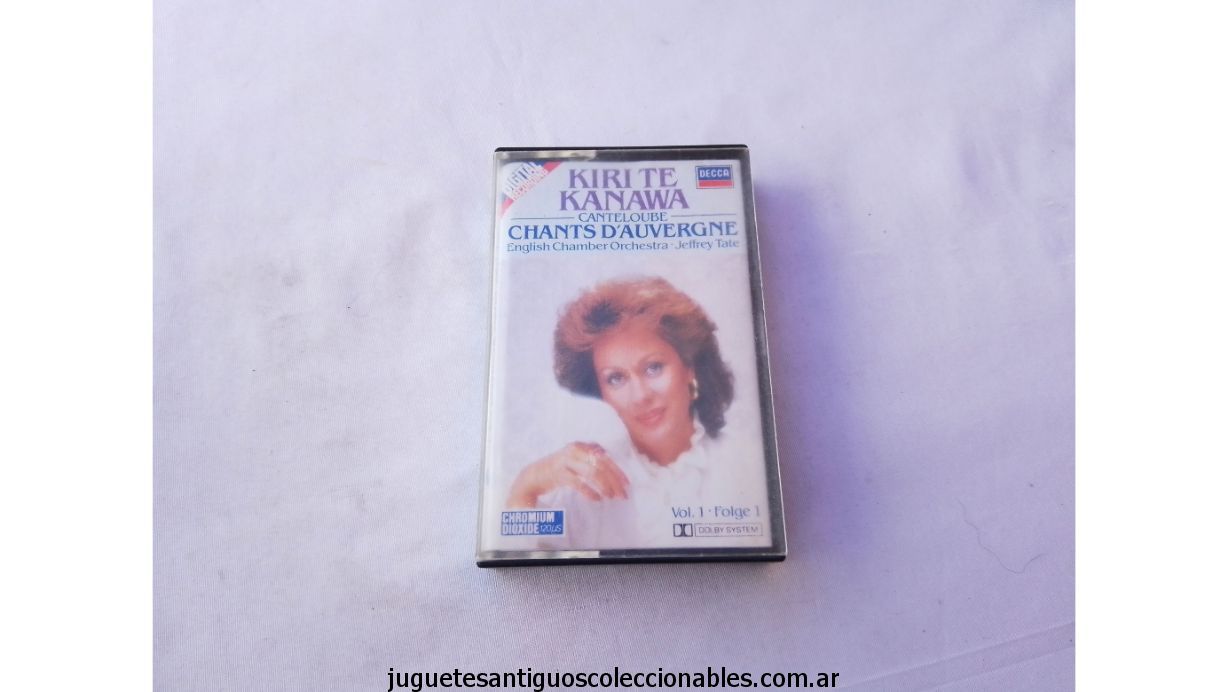 DIGITAL
RECORDING
KIRI TE
KANAWA
DECCA
CANTELOUBE
CHANTS D'AUVERGNE
English Chamber Orchestra · Jeffrey Tate
Vol. 1 · Folge 1
CHROMIUM
DIOXIDE 120µS
DOLBY SYSTEM
juguetesantiguoscoleccionables.com.ar